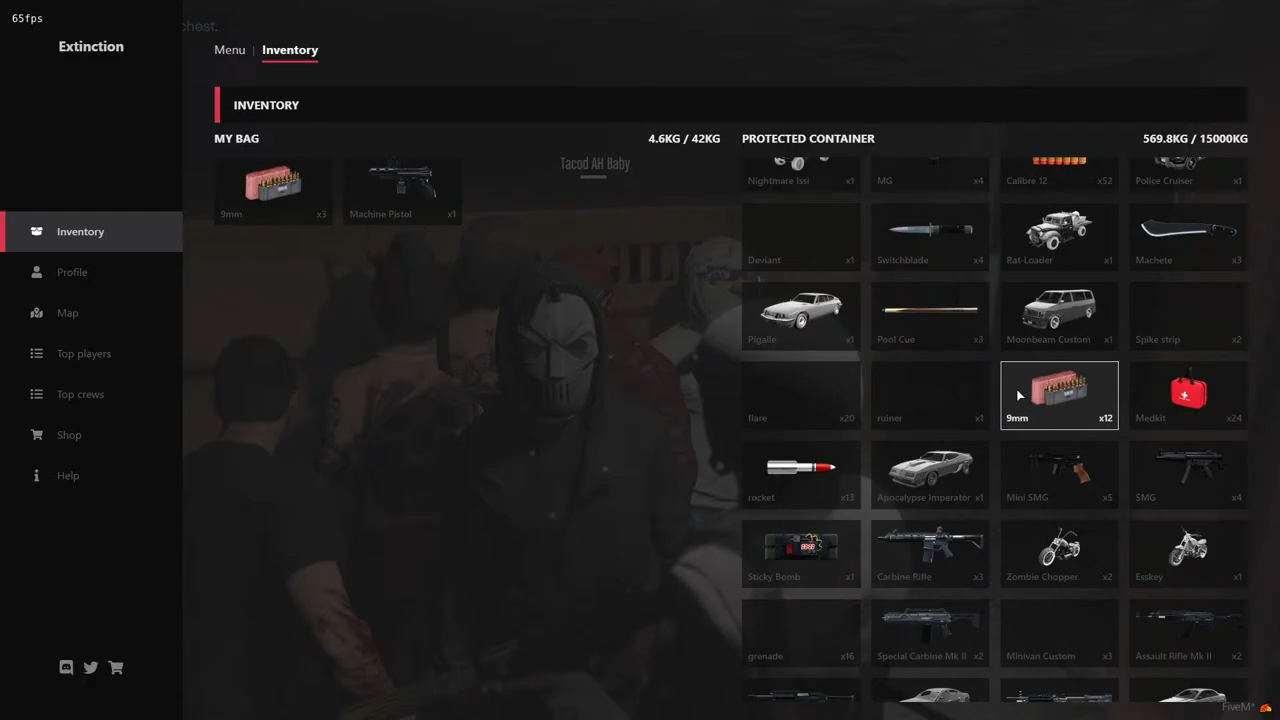 65fps
chest.
Extinction
Menu | Inventory
INVENTORY
MY BAG 4.6KG / 42KG
PROTECTED CONTAINER 569.8KG / 15000KG
Tacod AH Baby
9mm x3
Machine Pistol x1
Nightmare Issi x1
MG x4
Calibre 12 x52
Police Cruiser x1
Deviant x1
Switchblade x4
Rat-Loader x1
Machete x3
Pigalle x1
Pool Cue x3
Moonbeam Custom x1
Spike strip x2
flare x20
ruiner x1
9mm x12
Medkit x24
rocket x13
Apocalypse Imperator x1
Mini SMG x5
SMG x4
Sticky Bomb x1
Carbine Rifle x3
Zombie Chopper x2
Esskey x1
grenade x16
Special Carbine Mk II x2
Minivan Custom x3
Assault Rifle Mk II x2
Inventory
Profile
Map
Top players
Top crews
Shop
Help
FiveM*